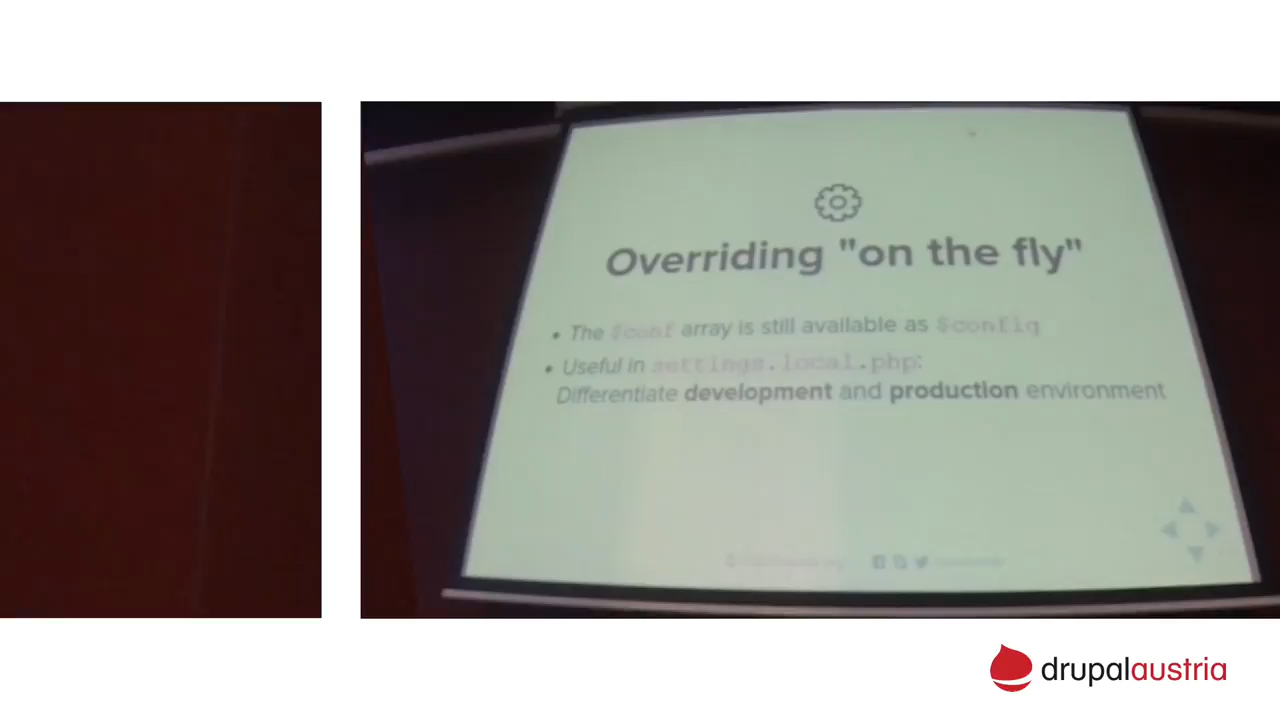 Overriding "on the fly"
• The $conf array is still available as $config
• Useful in settings.local.php:
Differentiate development and production environment
drupalaustria